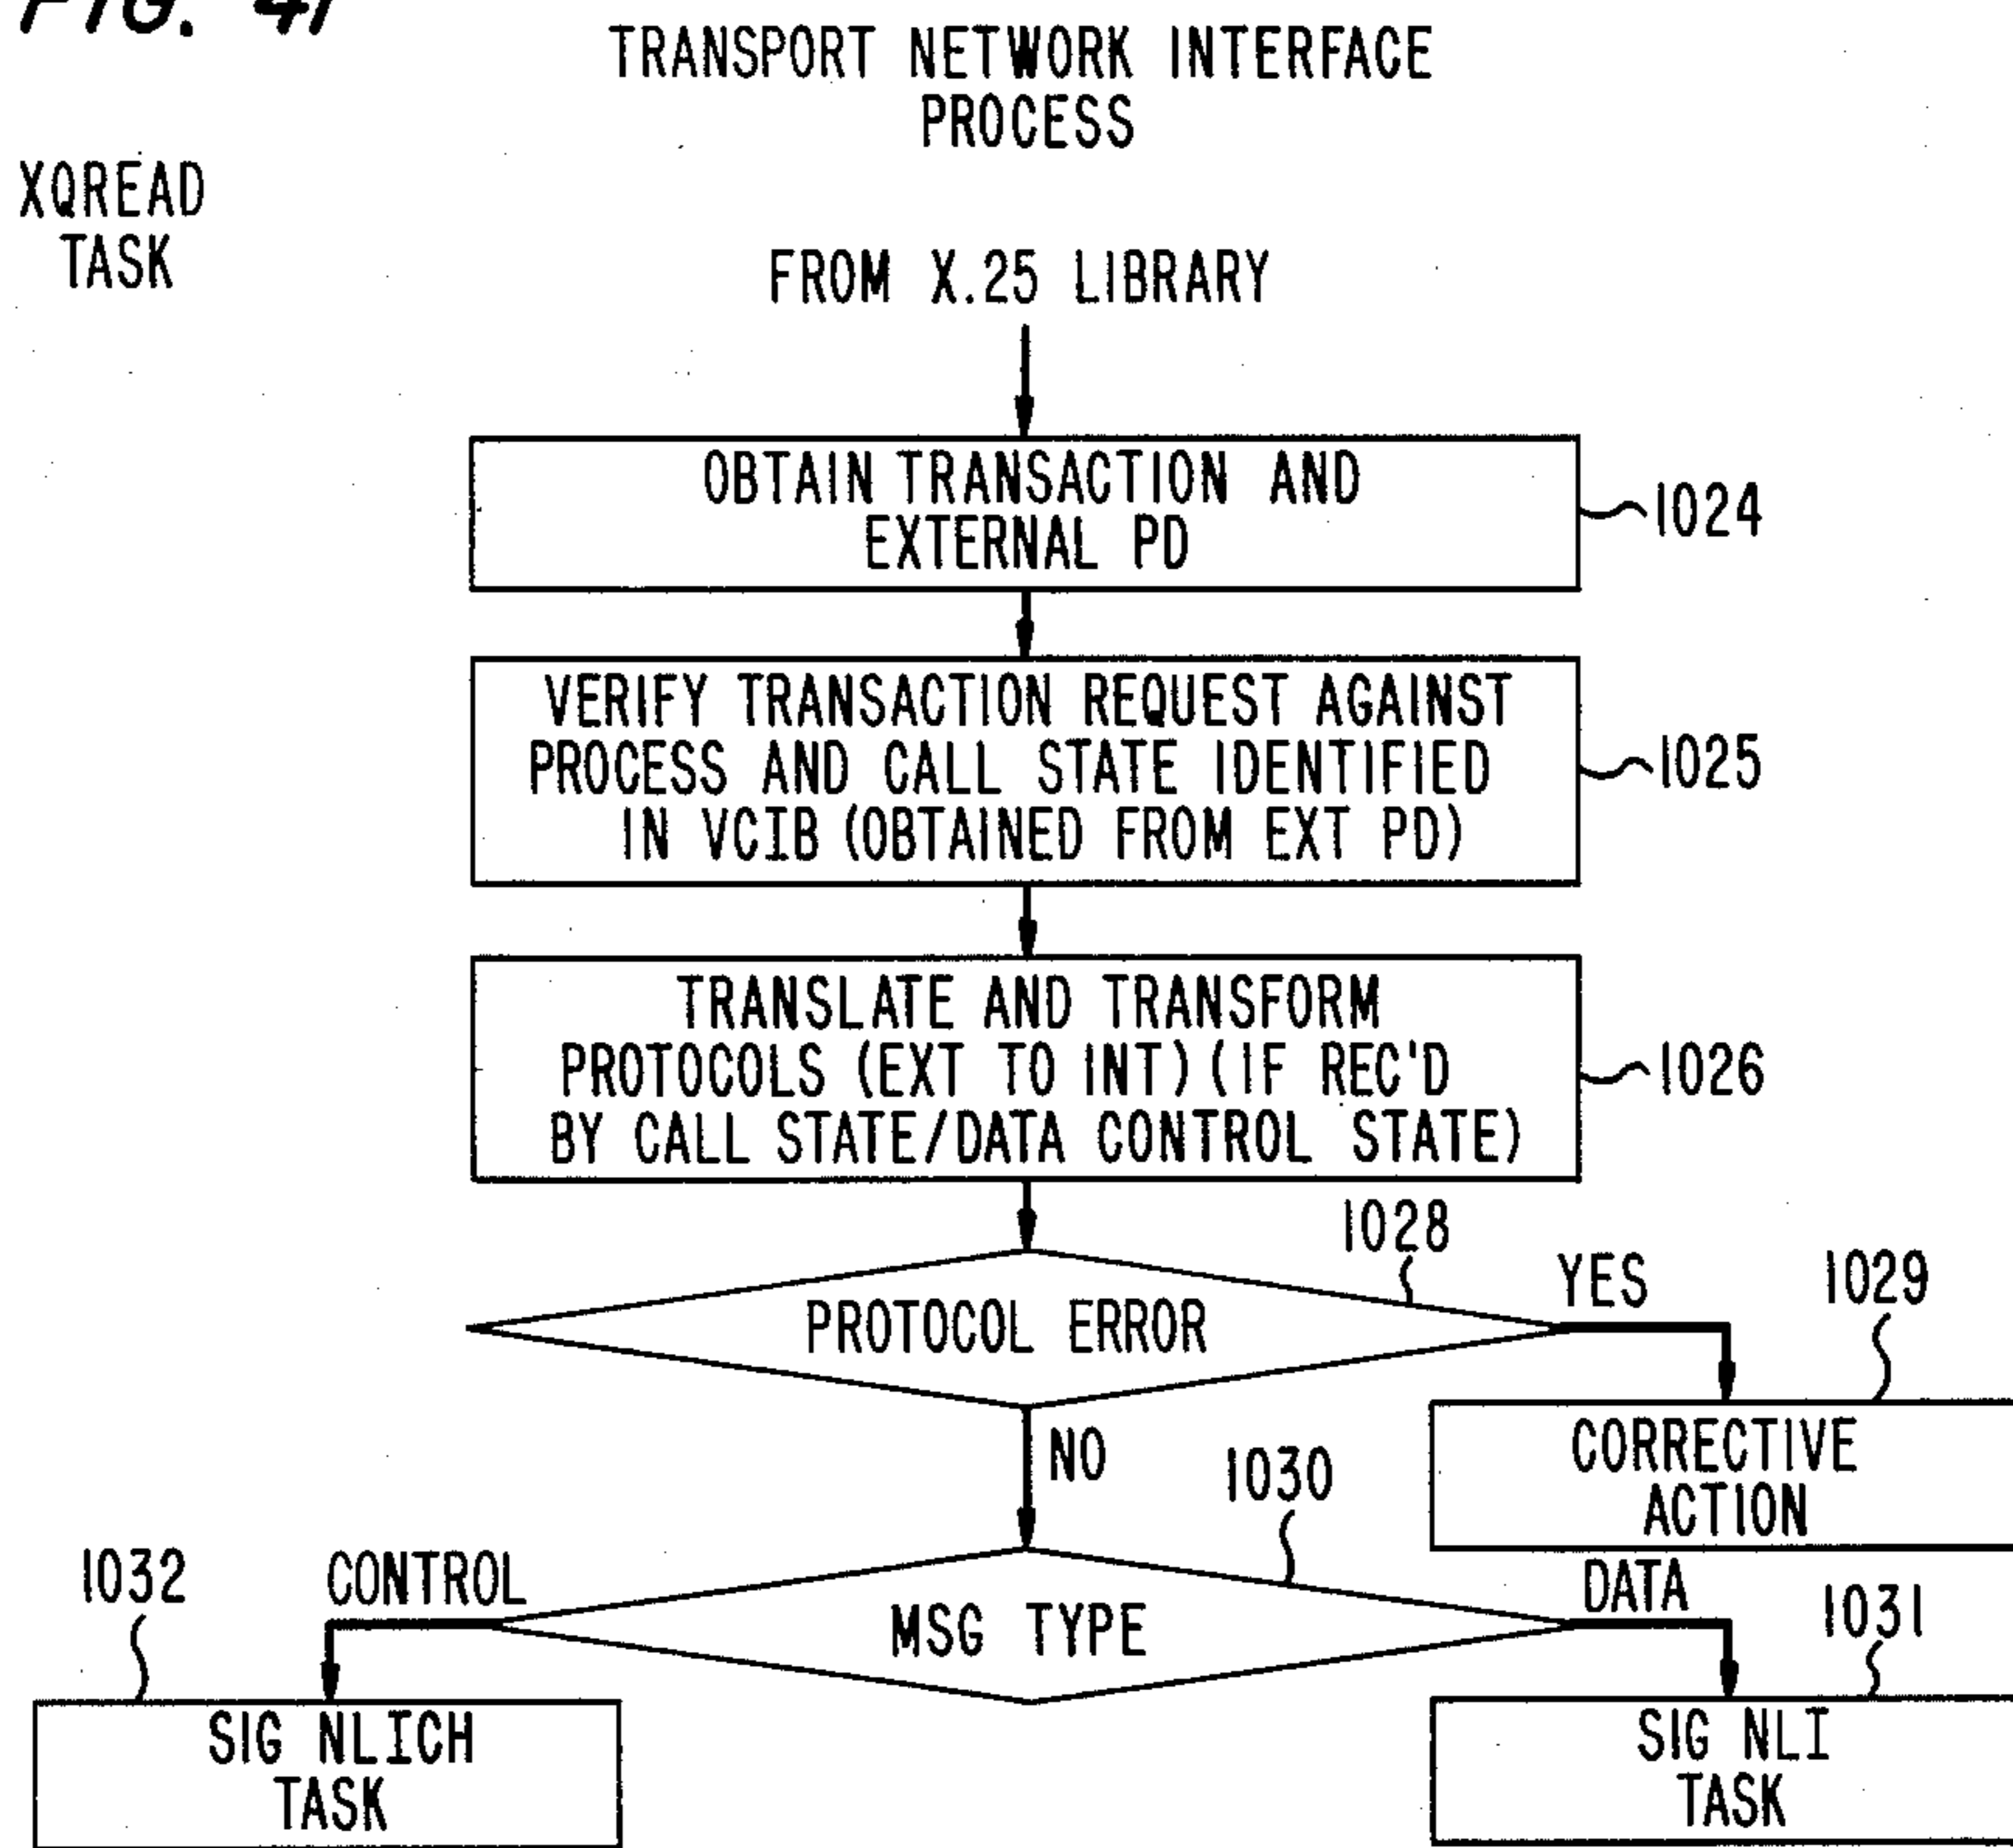 FIG. 41
TRANSPORT NETWORK INTERFACE
PROCESS
XQREAD
TASK
FROM X.25 LIBRARY
OBTAIN TRANSACTION AND
EXTERNAL PD
1024
VERIFY TRANSACTION REQUEST AGAINST
PROCESS AND CALL STATE IDENTIFIED
IN VCIB (OBTAINED FROM EXT PD)
1025
TRANSLATE AND TRANSFORM
PROTOCOLS (EXT TO INT) (IF REC'D
BY CALL STATE/DATA CONTROL STATE)
1026
1028
PROTOCOL ERROR
YES
1029
CORRECTIVE
ACTION
NO
1030
MSG TYPE
CONTROL
1032
SIG NLICH
TASK
DATA
1031
SIG NLI
TASK